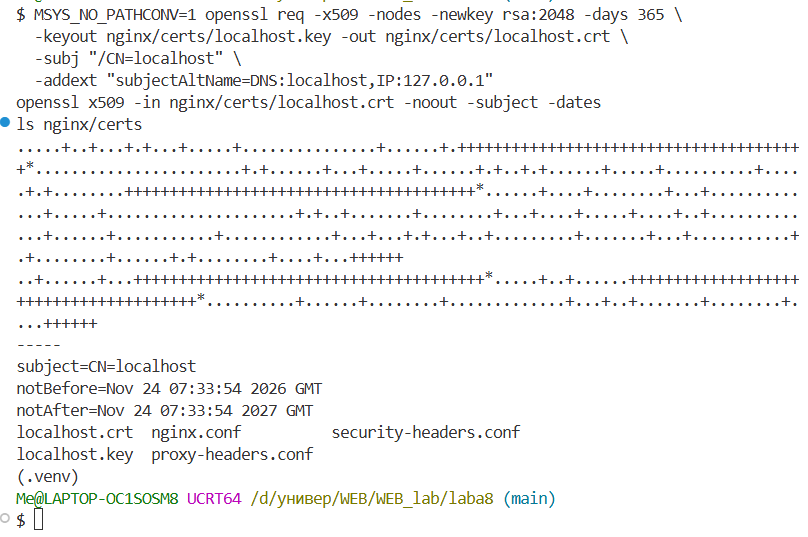 $ MSYS_NO_PATHCONV=1 openssl req -x509 -nodes -newkey rsa:2048 -days 365 \
  -keyout nginx/certs/localhost.key -out nginx/certs/localhost.crt \
  -subj "/CN=localhost" \
  -addext "subjectAltName=DNS:localhost,IP:127.0.0.1"
openssl x509 -in nginx/certs/localhost.crt -noout -subject -dates
ls nginx/certs
.....+..+...+.+...+.....+...............+......+.++++++++++++++++++++++++++++++++++++++
+*.......................+.+......+...+.....+......+.+..+.+......+.....+..........+....
.+.+........+++++++++++++++++++++++++++++++++++++++*......+....+........+...+..........
...+.....+.....................+.+..+.......+........+...+....+.....+.....+....+..+..........
...+.......+...........+............+...+...+.+...+..+.........+.......+...+...........+
.+........+......+.+........+....+...++++++
..+......+...+++++++++++++++++++++++++++++++++++++++*.....+..+......+++++++++++++++++++
++++++++++++++++++++*..........+......+........+............+...+..+.......+........+.
...++++++
-----
subject=CN=localhost
notBefore=Nov 24 07:33:54 2026 GMT
notAfter=Nov 24 07:33:54 2027 GMT
localhost.crt  nginx.conf          security-headers.conf
localhost.key  proxy-headers.conf
(.venv)
Me@LAPTOP-OC1SOSM8 UCRT64 /d/универ/WEB/WEB_lab/laba8 (main)
$